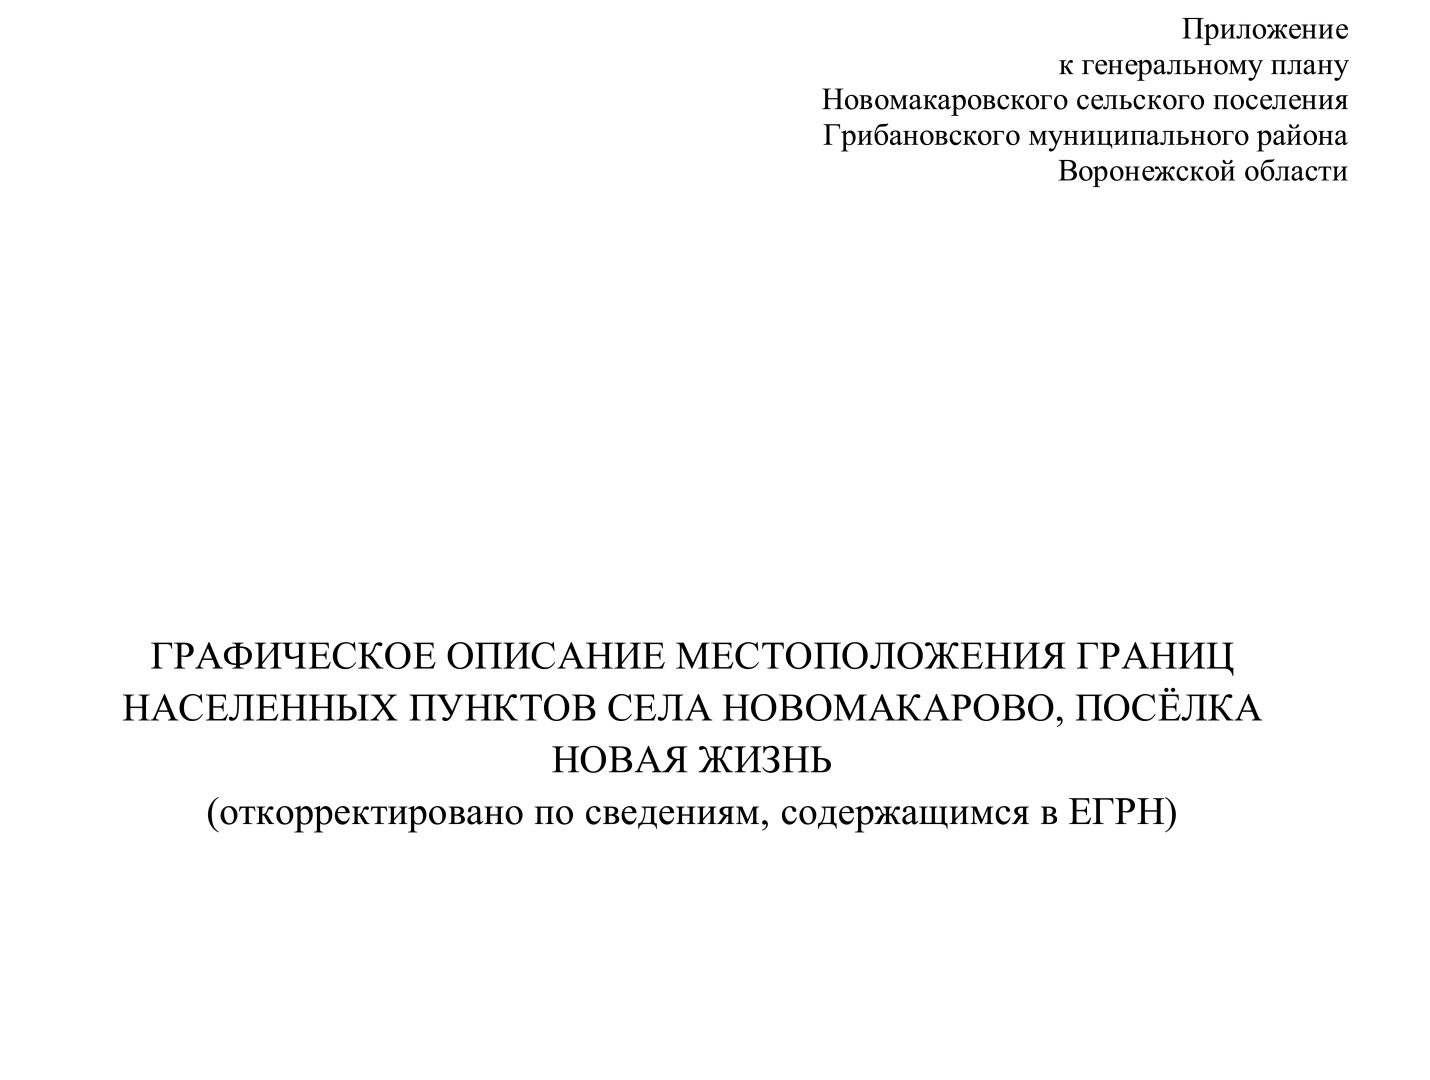 Приложение
к генеральному плану
Новомакаровского сельского поселения
Грибановского муниципального района
Воронежской области
ГРАФИЧЕСКОЕ ОПИСАНИЕ МЕСТОПОЛОЖЕНИЯ ГРАНИЦ
НАСЕЛЕННЫХ ПУНКТОВ СЕЛА НОВОМАКАРОВО, ПОСЁЛКА
НОВАЯ ЖИЗНЬ
(откорректировано по сведениям, содержащимся в ЕГРН)